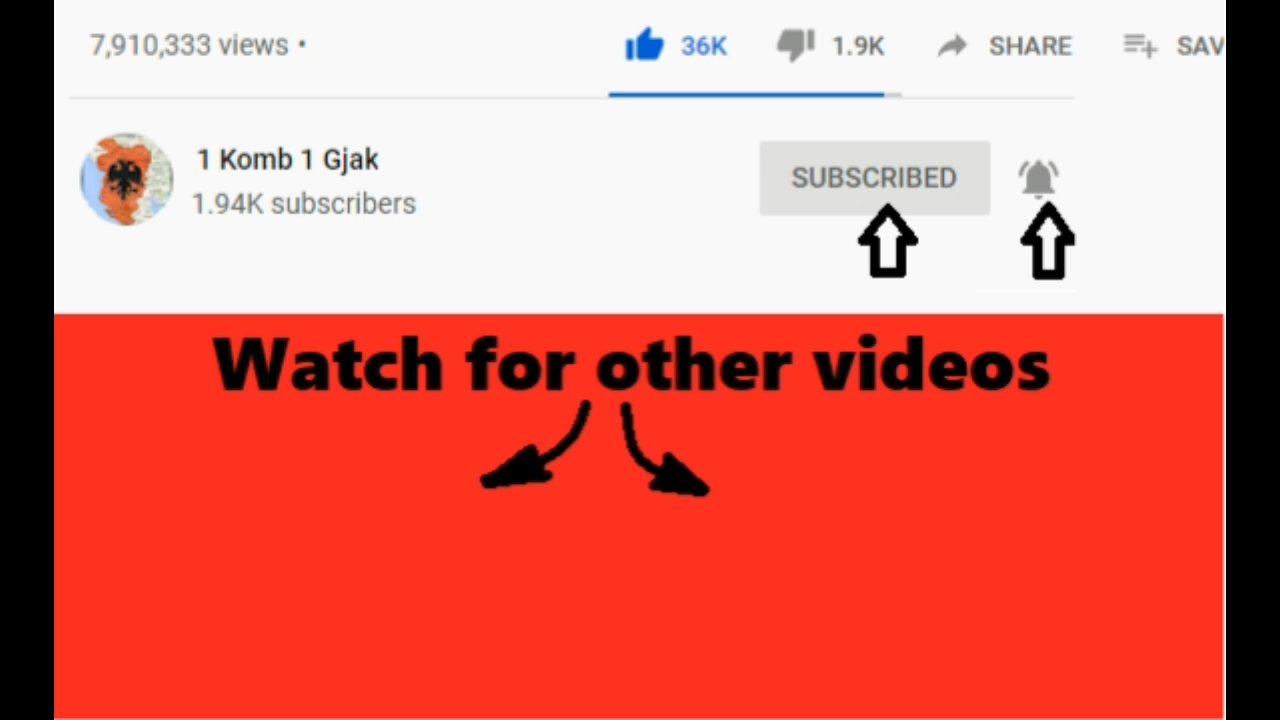 7,910,333 views •
36K
1.9K
SHARE
SAV
1 Komb 1 Gjak
1.94K subscribers
SUBSCRIBED
Watch for other videos